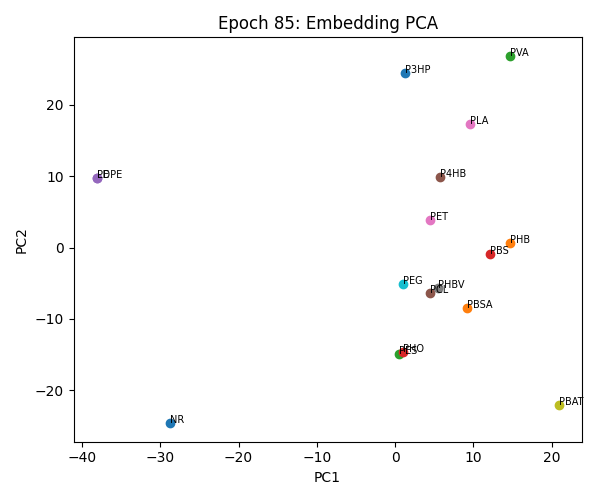 Epoch 85: Embedding PCA
PVA
P3HP
PLA
LDPE
P4HB
PET
PHB
PBS
PEG
PHBV
PCL
PBSA
PHO
PES
PBAT
NR
PC2
20
10
0
−10
−20
−40
−30
−20
−10
0
10
20
PC1